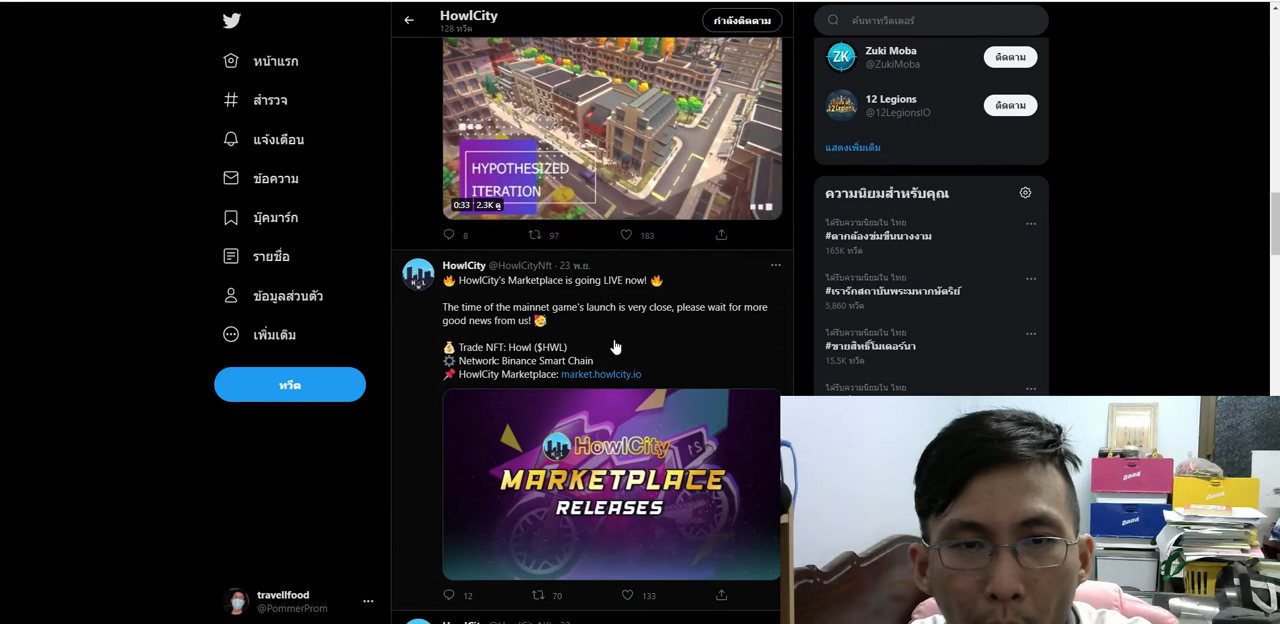 HowlCity
128 ทวีต
กำลังติดตาม
ค้นหาทวิตเตอร์
หน้าแรก
สำรวจ
แจ้งเตือน
ข้อความ
บุ๊คมาร์ก
รายชื่อ
ข้อมูลส่วนตัว
เพิ่มเติม
ทวีต
travellfood
@PommerProm
HYPOTHESIZED
ITERATION
0:33 2.3K ดู
8 97 183
HowlCity @HowlCityNft · 23 พ.ย.
🔥 HowlCity's Marketplace is going LIVE now! 🔥
The time of the mainnet game's launch is very close, please wait for more
good news from us! 🥳
💰 Trade NFT: Howl ($HWL)
⚙️ Network: Binance Smart Chain
📌 HowlCity Marketplace: market.howlcity.io
HowlCity
MARKETPLACE
RELEASES
12 70 133
ZK
Zuki Moba
@ZukiMoba
ติดตาม
12 Legions
@12LegionsIO
ติดตาม
แสดงเพิ่มเติม
ความนิยมสำหรับคุณ
ได้รับความนิยมใน ไทย
#ตากต้องข่มขืนนางงาม
165K ทวีต
ได้รับความนิยมใน ไทย
#เรารักสถาบันพระมหากษัตริย์
5,860 ทวีต
ได้รับความนิยมใน ไทย
#ขายสิทธิ์โมเดอร์นา
15.5K ทวีต
ได้รับความนิยมใน ไทย